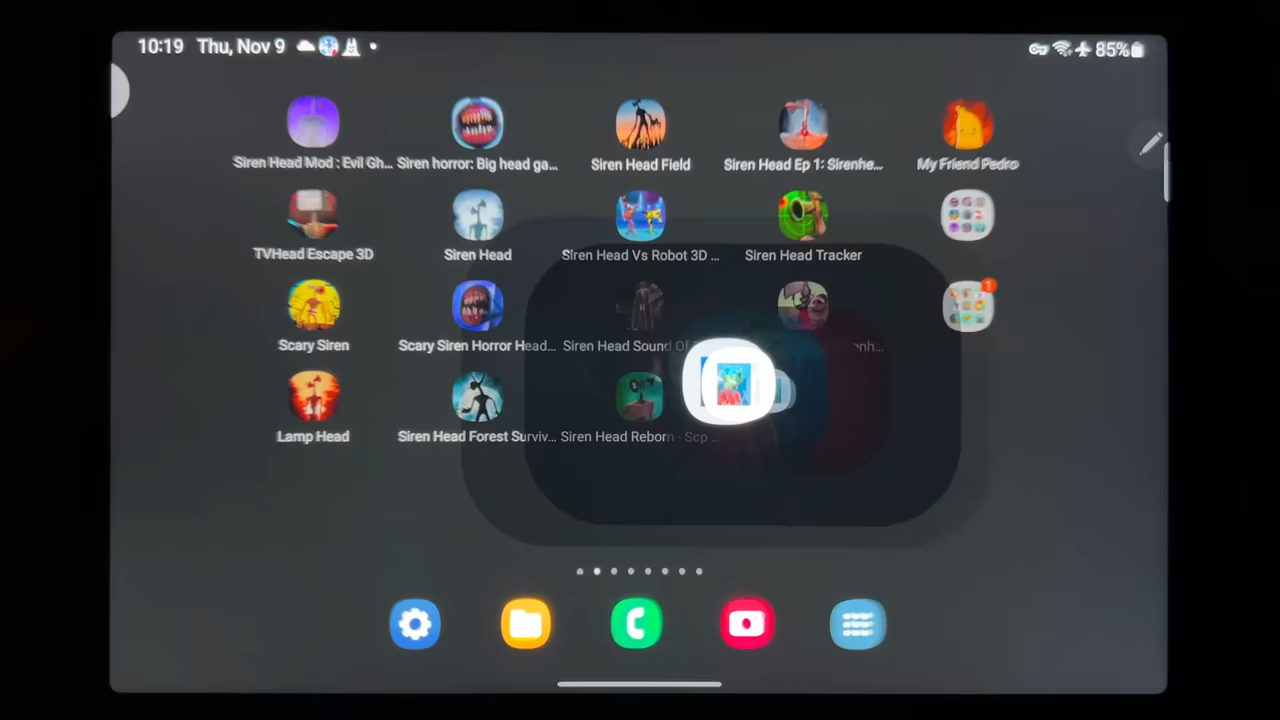 10:19 Thu, Nov 9 85%
Siren Head Mod : Evil Gh... Siren horror: Big head ga... Siren Head Field Siren Head Ep 1: Sirenhe... My Friend Pedro
TVHead Escape 3D Siren Head Siren Head Vs Robot 3D ... Siren Head Tracker
1
Scary Siren Scary Siren Horror Head... Siren Head Sound Of enh...
Lamp Head Siren Head Forest Surviv... Siren Head Reborn - Scp ..